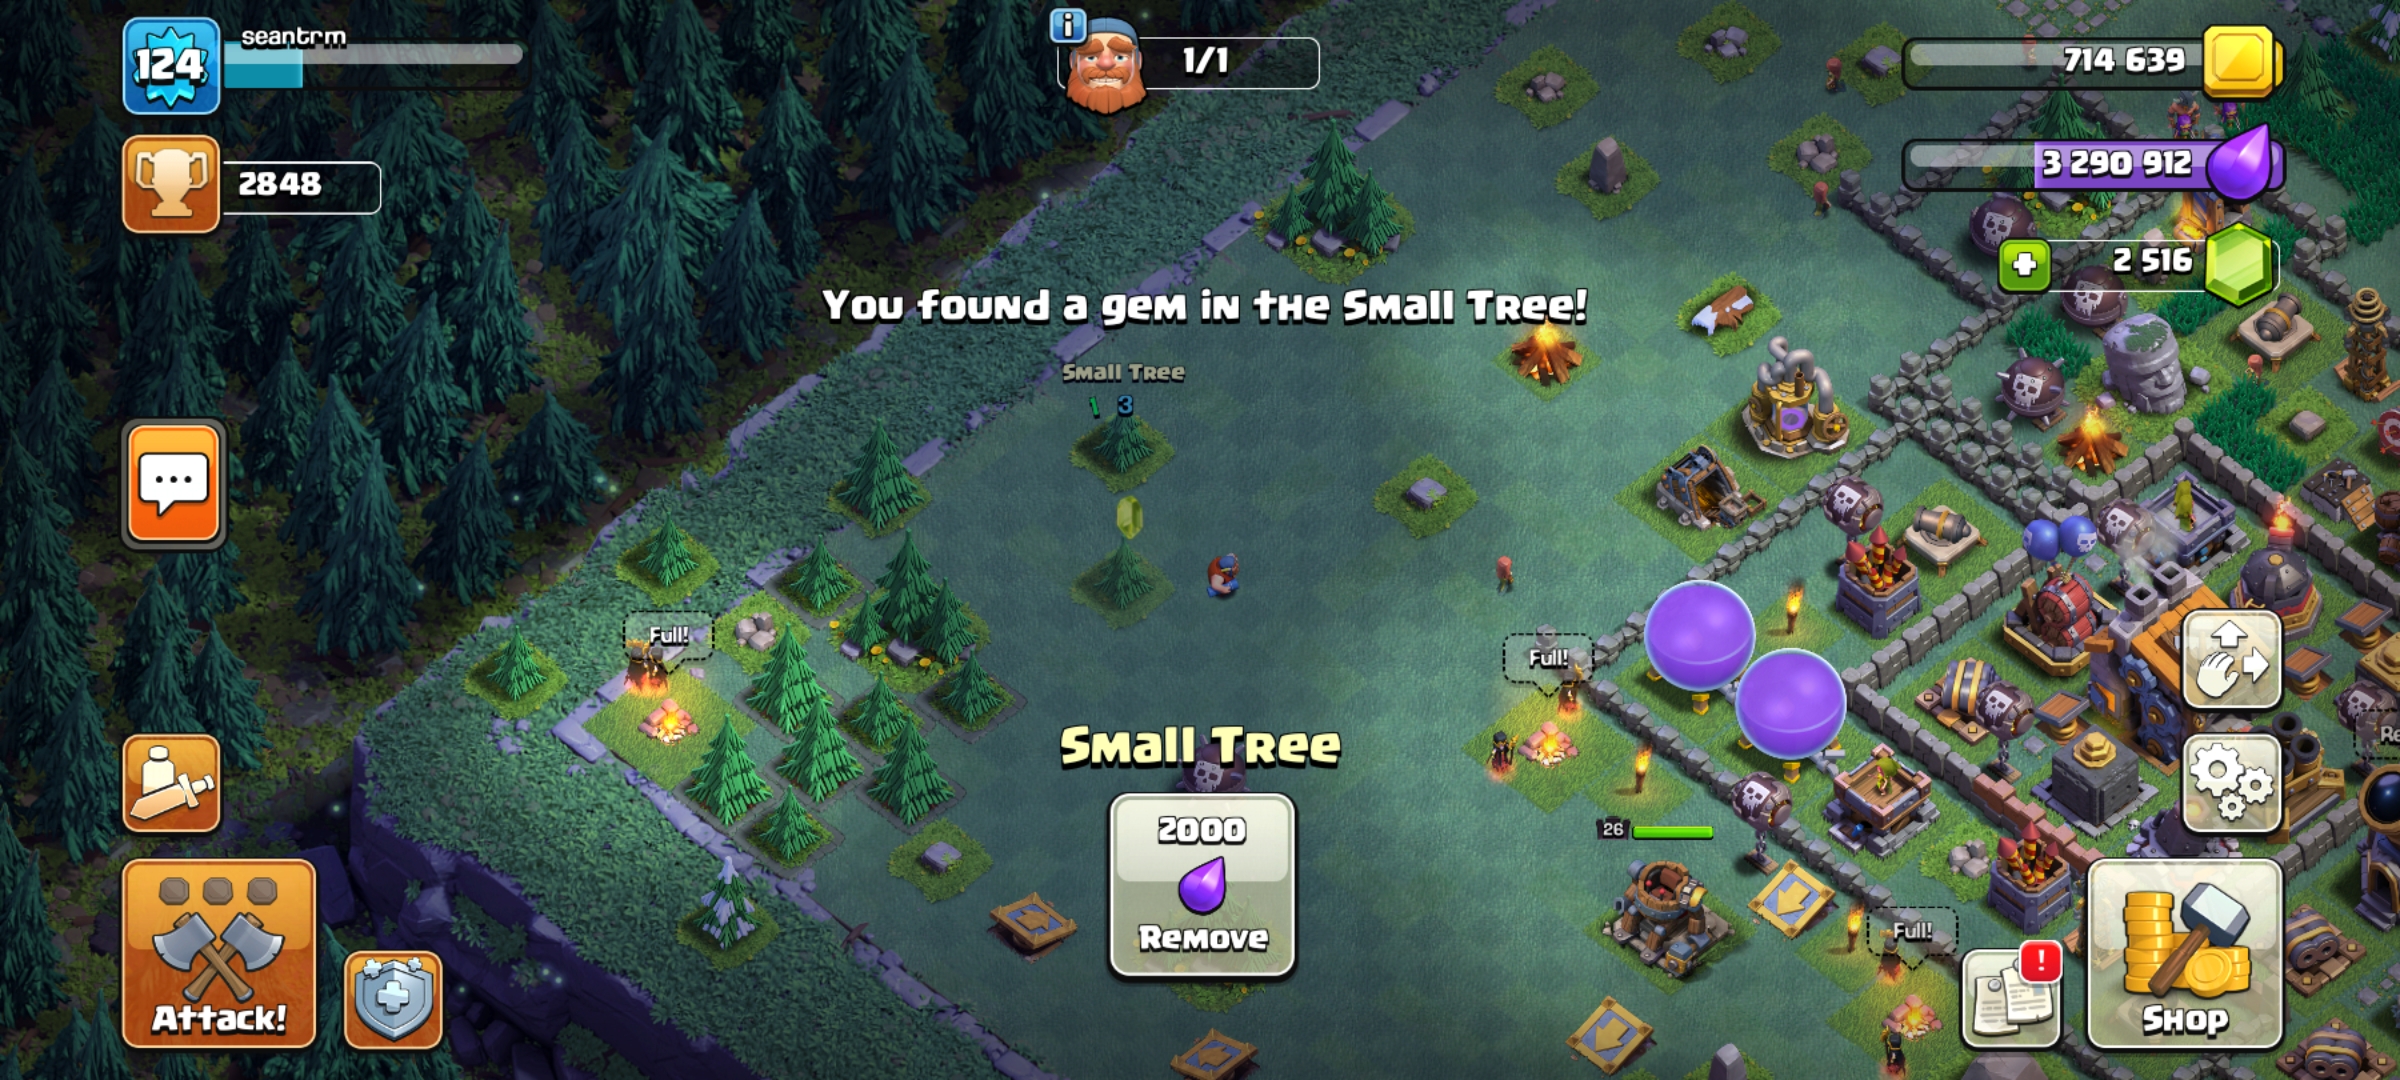 seantrm
124
1/1
714 639
2848
3 290 912
2 516
You found a gem in the Small Tree!
Small Tree
1 3
Full!
Full!
Small Tree
2000
Remove
26
Full!
Re
!
Attack!
Shop